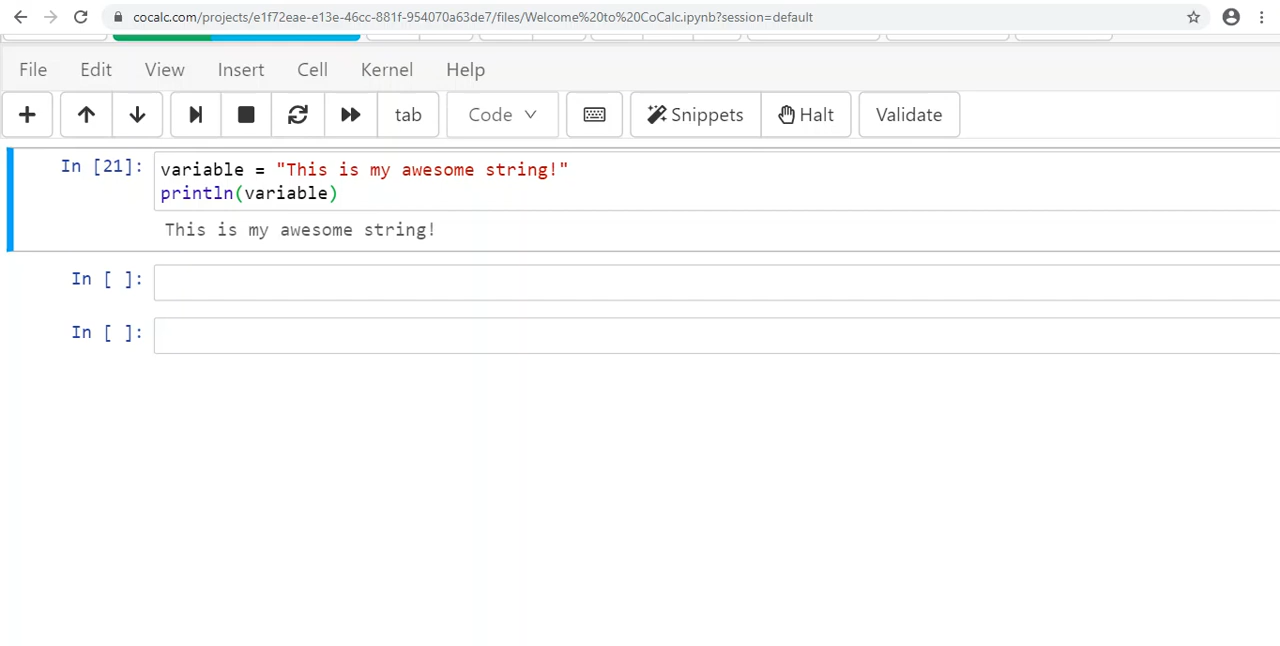 cocalc.com/projects/e1f72eae-e13e-46cc-881f-954070a63de7/files/Welcome%20to%20CoCalc.ipynb?session=default
File Edit View Insert Cell Kernel Help
tab Code Snippets Halt Validate
In [21]: variable = "This is my awesome string!"
println(variable)
This is my awesome string!
In [ ]:
In [ ]: